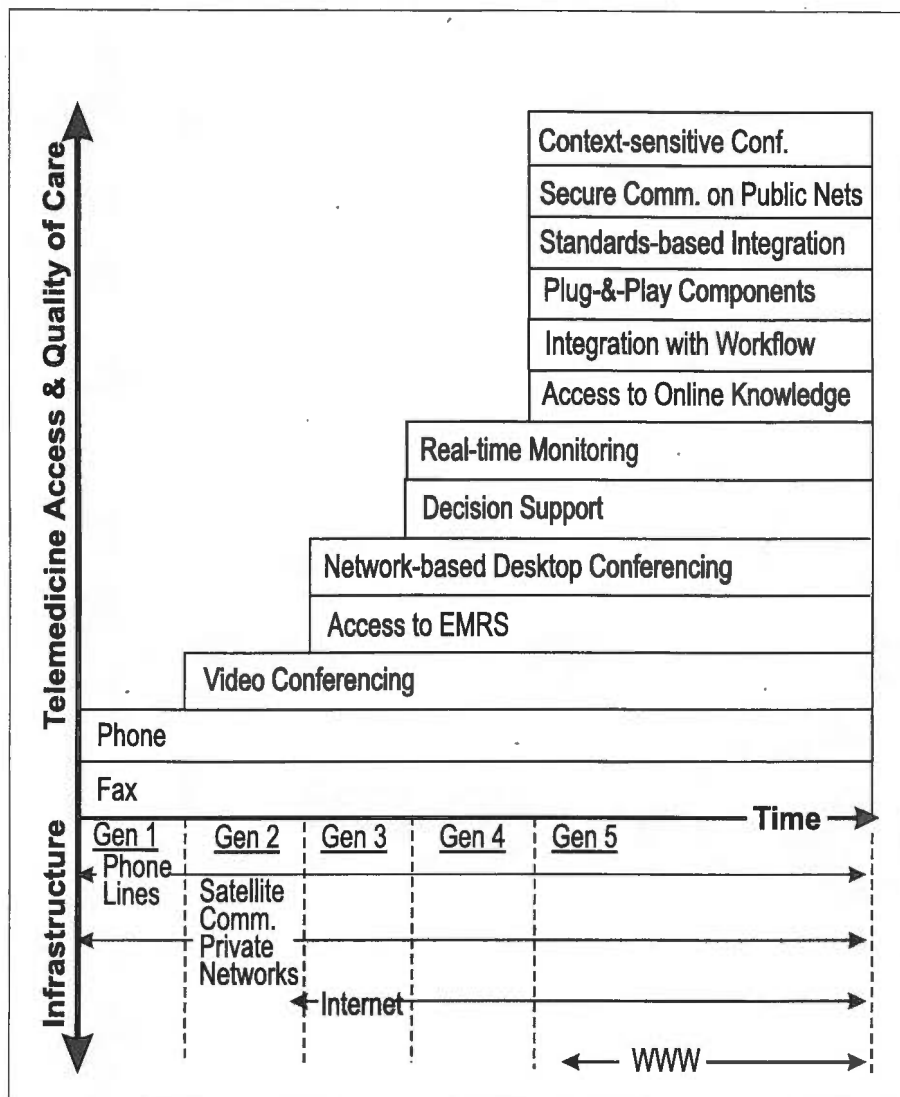 Telemedicine Access & Quality of Care
Context-sensitive Conf.
Secure Comm. on Public Nets
Standards-based Integration
Plug-&-Play Components
Integration with Workflow
Access to Online Knowledge
Real-time Monitoring
Decision Support
Network-based Desktop Conferencing
Access to EMRS
Video Conferencing
Phone
Fax
Time
Infrastructure
Gen 1
Gen 2
Gen 3
Gen 4
Gen 5
Phone
Lines
Satellite
Comm.
Private
Networks
Internet
WWW